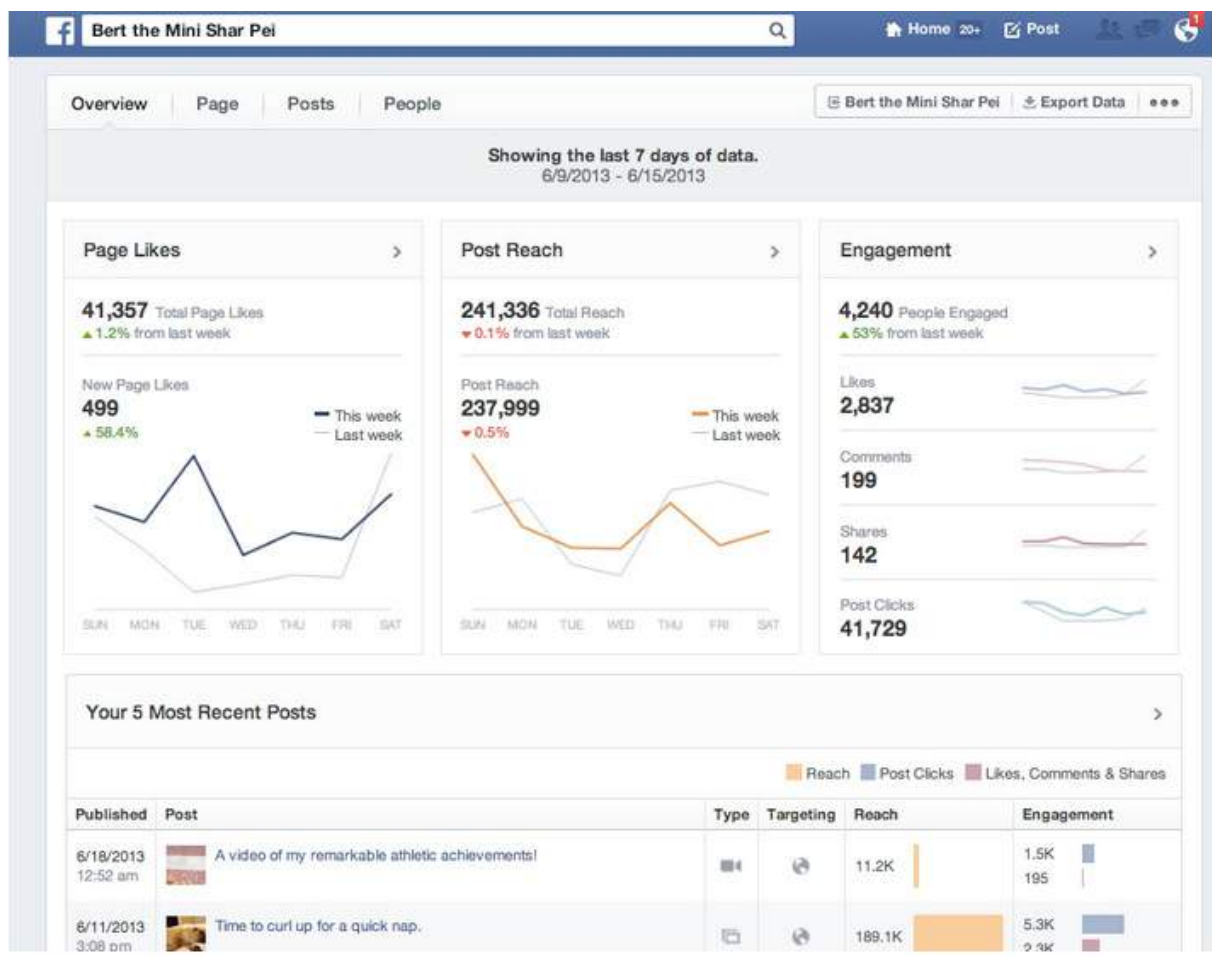 f Bert the Mini Shar Pei Home 20+ Post 1
Overview Page Posts People Bert the Mini Shar Pei Export Data
Showing the last 7 days of data.
6/9/2013 - 6/15/2013
Page Likes
41,357 Total Page Likes
1.2% from last week
New Page Likes
499
58.4%
This week
Last week
SUN MON TUE WED THU FRI SAT
Post Reach
241,336 Total Reach
0.1% from last week
Post Reach
237,999
0.5%
This week
Last week
SUN MON TUE WED THU FRI SAT
Engagement
4,240 People Engaged
53% from last week
Likes
2,837
Comments
199
Shares
142
Post Clicks
41,729
Your 5 Most Recent Posts
Reach Post Clicks Likes, Comments & Shares
Published Post Type Targeting Reach Engagement
6/18/2013 A video of my remarkable athletic achievements! 11.2K 1.5K
12:52 am 195
6/11/2013 Time to curl up for a quick nap. 189.1K 5.3K
3:08 pm 2.3K